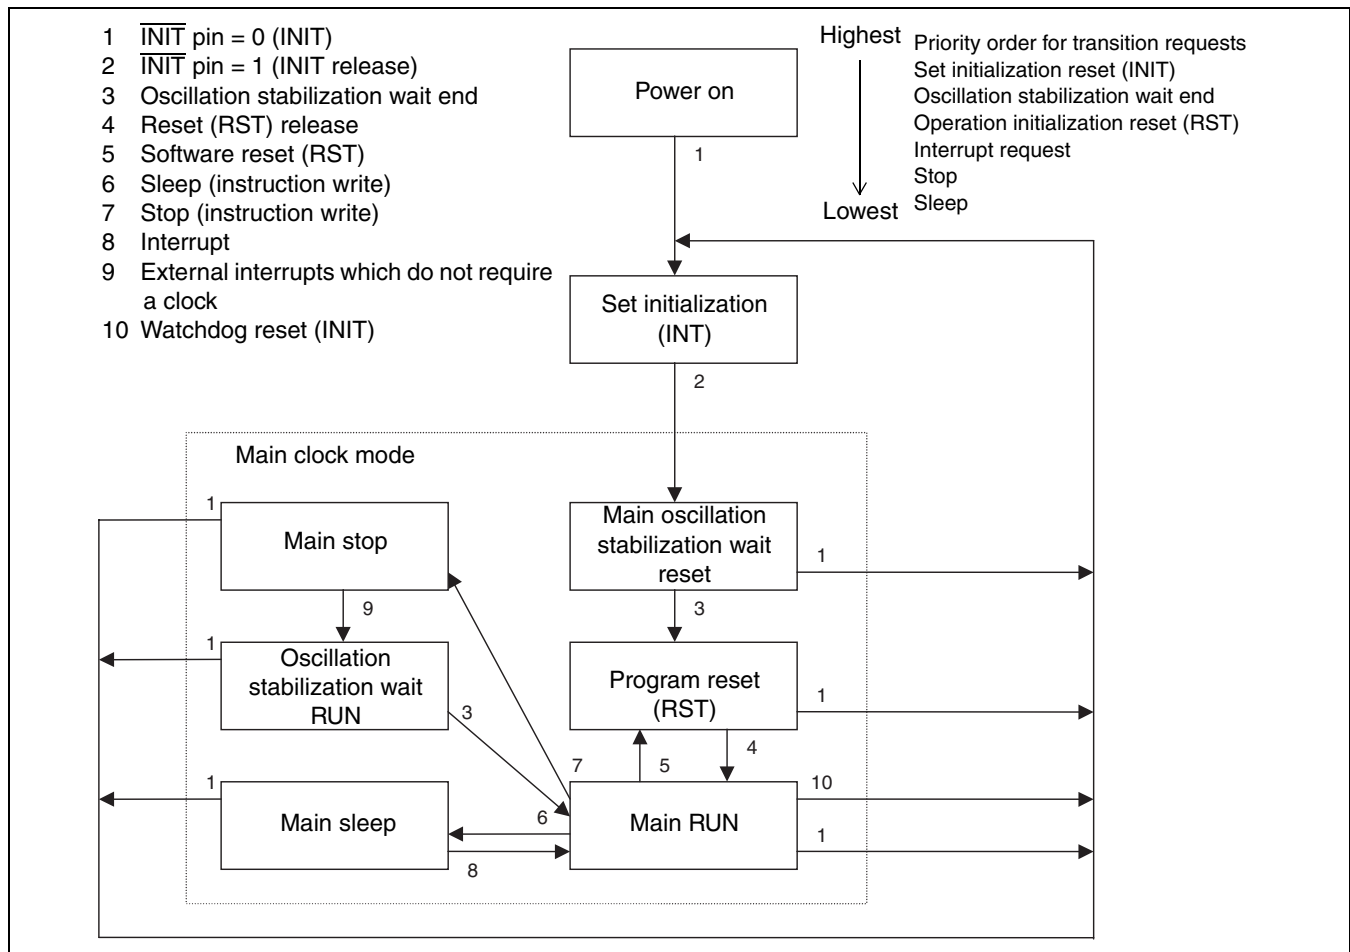 1 INIT pin = 0 (INIT)
2 INIT pin = 1 (INIT release)
3 Oscillation stabilization wait end
4 Reset (RST) release
5 Software reset (RST)
6 Sleep (instruction write)
7 Stop (instruction write)
8 Interrupt
9 External interrupts which do not require
a clock
10 Watchdog reset (INIT)
Highest
Lowest
Priority order for transition requests
Set initialization reset (INIT)
Oscillation stabilization wait end
Operation initialization reset (RST)
Interrupt request
Stop
Sleep
Power on
1
Set initialization
(INT)
2
Main clock mode
1
Main stop
Main oscillation
stabilization wait
reset
1
9
3
1
Oscillation
stabilization wait
RUN
3
Program reset
(RST)
1
7
5
4
1
Main sleep
6
8
Main RUN
10
1